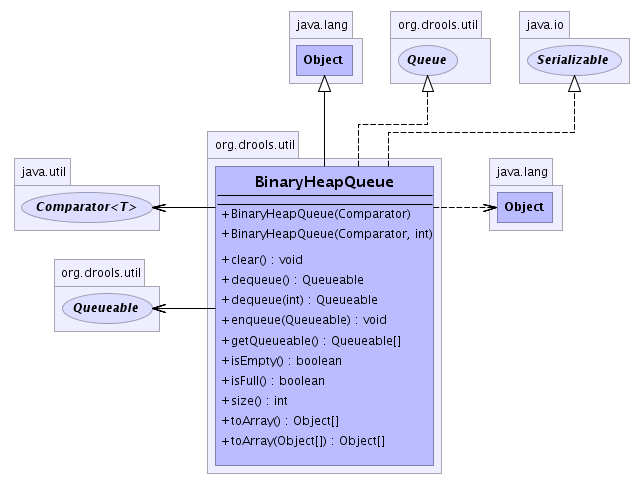 java.lang
Object
org.drools.util
Queue
java.io
Serializable
org.drools.util
BinaryHeapQueue
+BinaryHeapQueue(Comparator)
+BinaryHeapQueue(Comparator, int)
+clear() : void
+dequeue() : Queueable
+dequeue(int) : Queueable
+enqueue(Queueable) : void
+getQueueable() : Queueable[]
+isEmpty() : boolean
+isFull() : boolean
+size() : int
+toArray() : Object[]
+toArray(Object[]) : Object[]
java.util
Comparator<T>
org.drools.util
Queueable
java.lang
Object